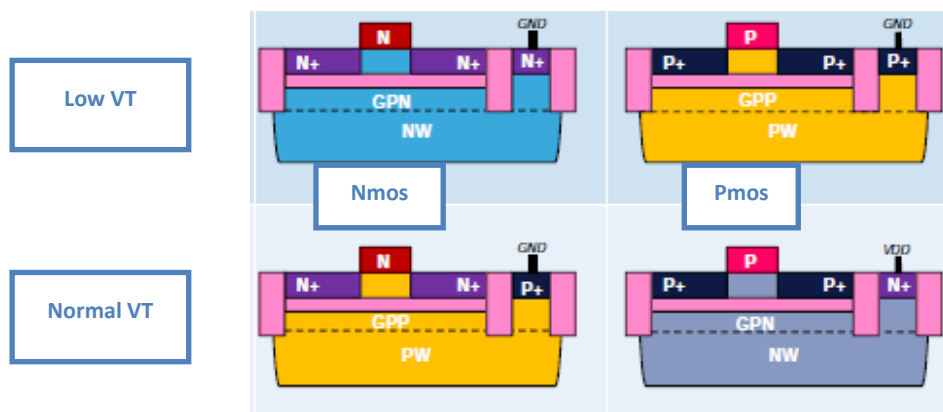 Low VT
GND
N
N+ N+ N+
GPN
NW
Nmos
GND
P
P+ P+ P+
GPP
PW
Pmos
Normal VT
GND
N
N+ N+ P+
GPP
PW
VDD
P
P+ P+ N+
GPN
NW